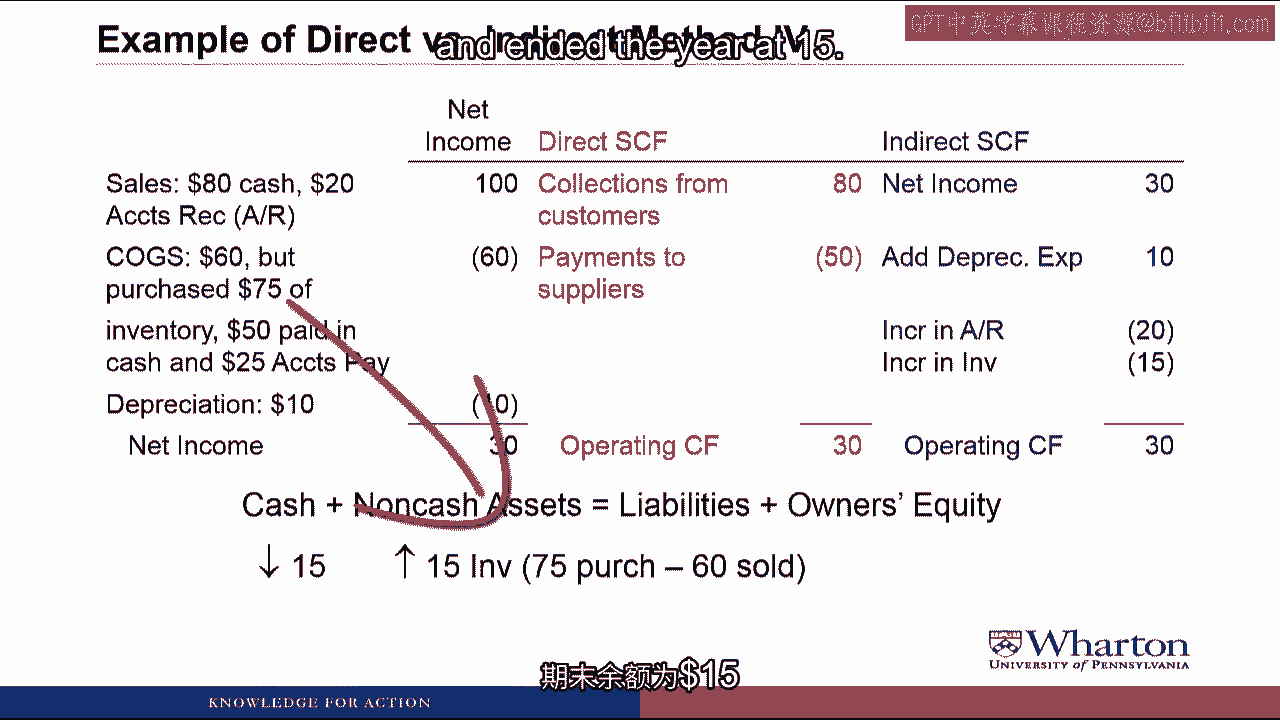 GPT中英字幕课程资源@bilibili.com
Example of Direct vs. Indirect Method IV
and ended the year at 15.
Net
Income Direct SCF Indirect SCF
Sales: $80 cash, $20 100 Collections from 80 Net Income 30
Accts Rec (A/R) customers
COGS: $60, but (60) Payments to (50) Add Deprec. Exp 10
purchased $75 of suppliers
inventory, $50 paid in Incr in A/R (20)
cash and $25 Accts Pay Incr in Inv (15)
Depreciation: $10 (10)
Net Income 30 Operating CF 30 Operating CF 30
Cash + Noncash Assets = Liabilities + Owners' Equity
↓ 15 ↑ 15 Inv (75 purch – 60 sold)
Wharton
UNIVERSITY of PENNSYLVANIA
期末余额为$15
KNOWLEDGE FOR ACTION